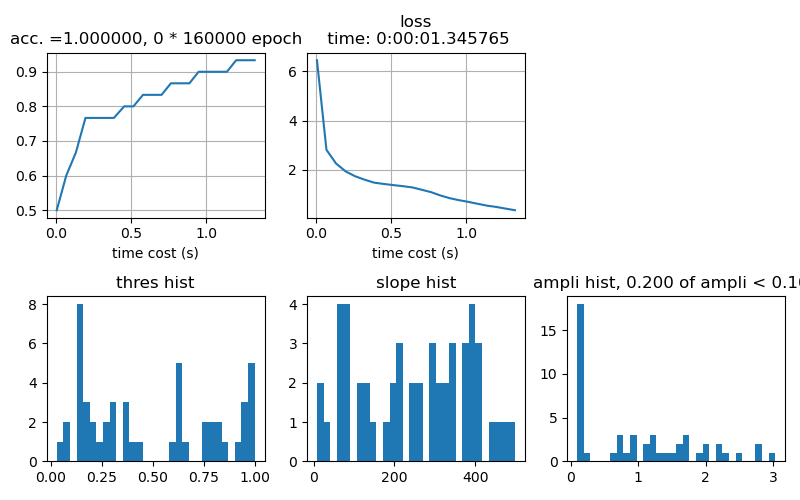 acc. =1.000000, 0 * 160000 epoch
loss
time: 0:00:01.345765
0.9
0.8
0.7
0.6
0.5
0.0 0.5 1.0
time cost (s)
6
4
2
0.0 0.5 1.0
time cost (s)
thres hist
8
6
4
2
0
0.00 0.25 0.50 0.75 1.00
slope hist
4
3
2
1
0
0 200 400
ampli hist, 0.200 of ampli < 0.10
15
10
5
0
0 1 2 3